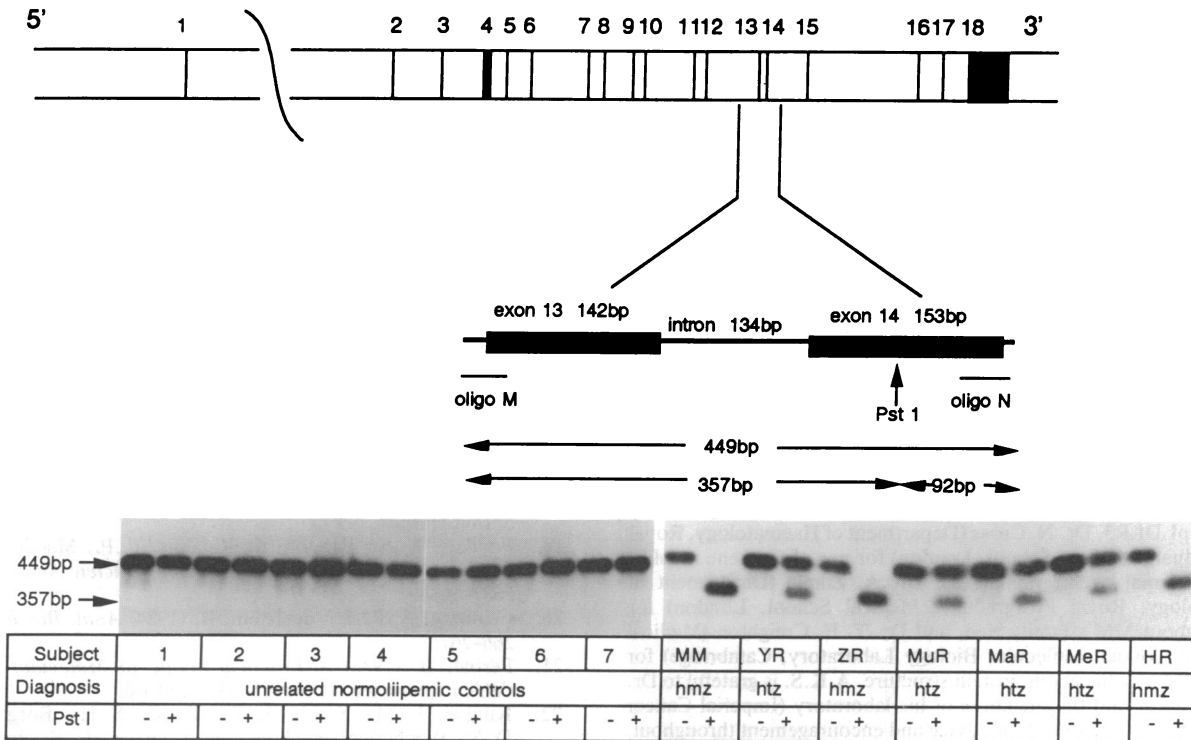 5' 1 2 3 4 5 6 7 8 9 10 11 12 13 14 15 16 17 18 3'
exon 13 142bp
intron 134bp
exon 14 153bp
oligo M
Pst 1
oligo N
449bp
357bp
92bp
449bp
357bp
Subject 1 2 3 4 5 6 7 MM YR ZR MuR MaR MeR HR
Diagnosis unrelated normoliipemic controls hmz htz hmz htz htz htz hmz
Pst I - + - + - + - + - + - + - + - + - + - + - + - + - + - +